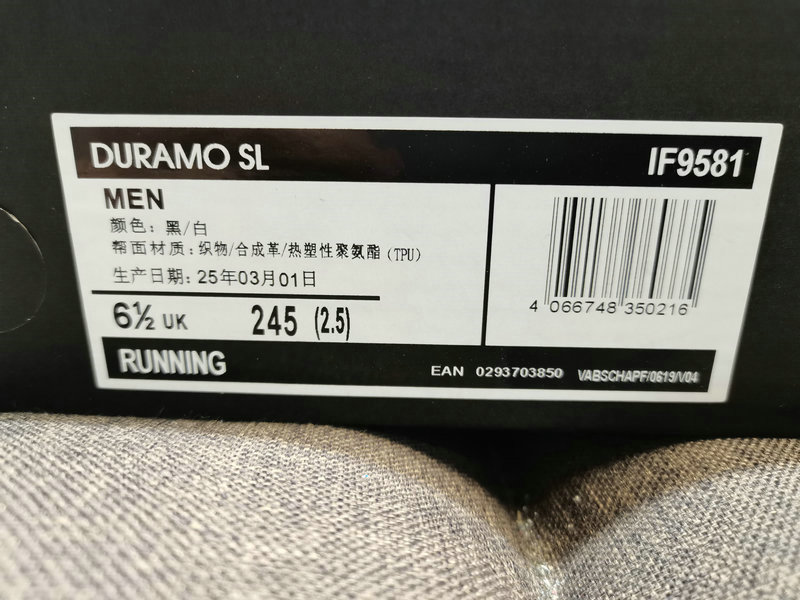 DURAMO SL IF9581
MEN
颜色：黑/白
帮面材质：织物/合成革/热塑性聚氨酯（TPU）
生产日期：25年03月01日
6½ UK 245 (2.5)
4 066748 350216
RUNNING EAN 0293703850 VABSCHAPF/0619/V04